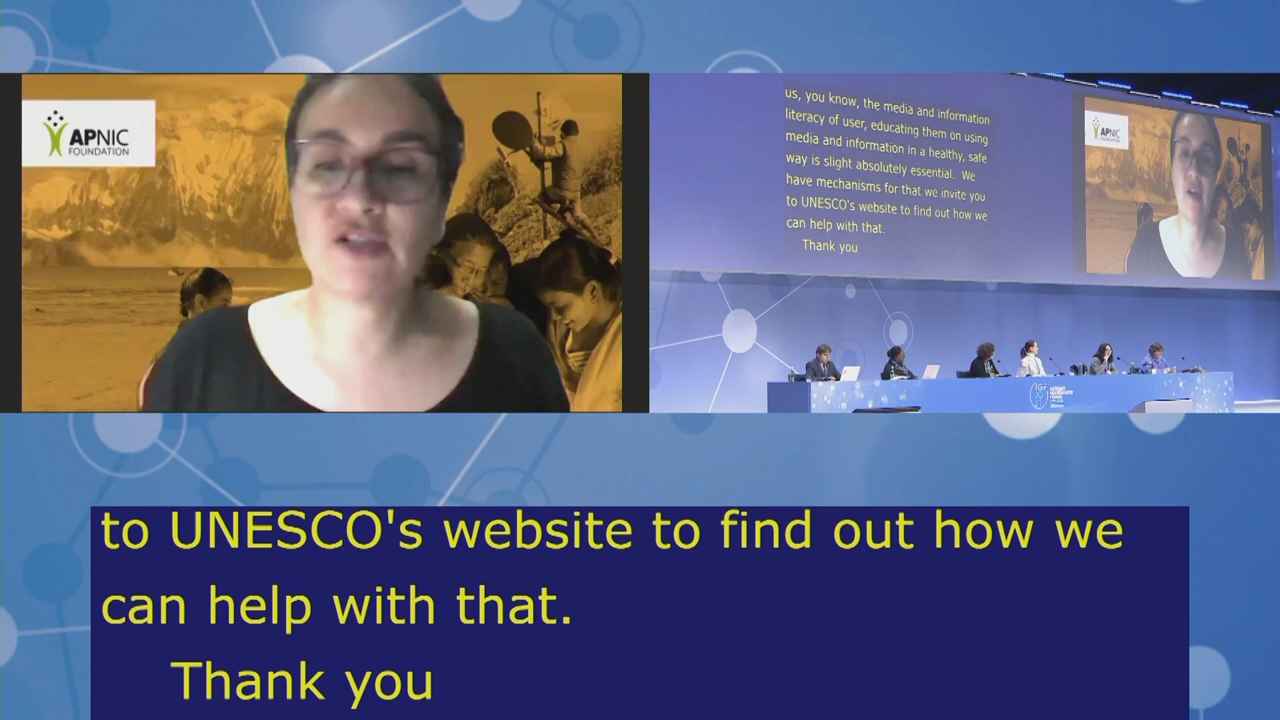 APNIC
FOUNDATION
us, you know, the media and information
literacy of user, educating them on using
media and information in a healthy, safe
way is slight absolutely essential. We
have mechanisms for that we invite you
to UNESCO's website to find out how we
can help with that.
Thank you
APNIC
FOUNDATION
IGF
to UNESCO's website to find out how we
can help with that.
Thank you